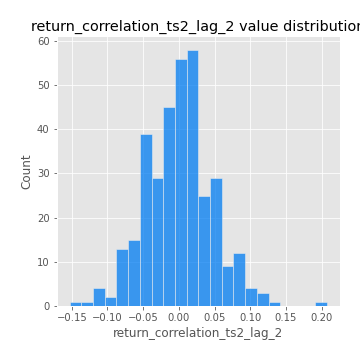 return_correlation_ts2_lag_2 value distribution
60
50
40
30
20
10
0
Count
−0.15 −0.10 −0.05 0.00 0.05 0.10 0.15 0.20
return_correlation_ts2_lag_2